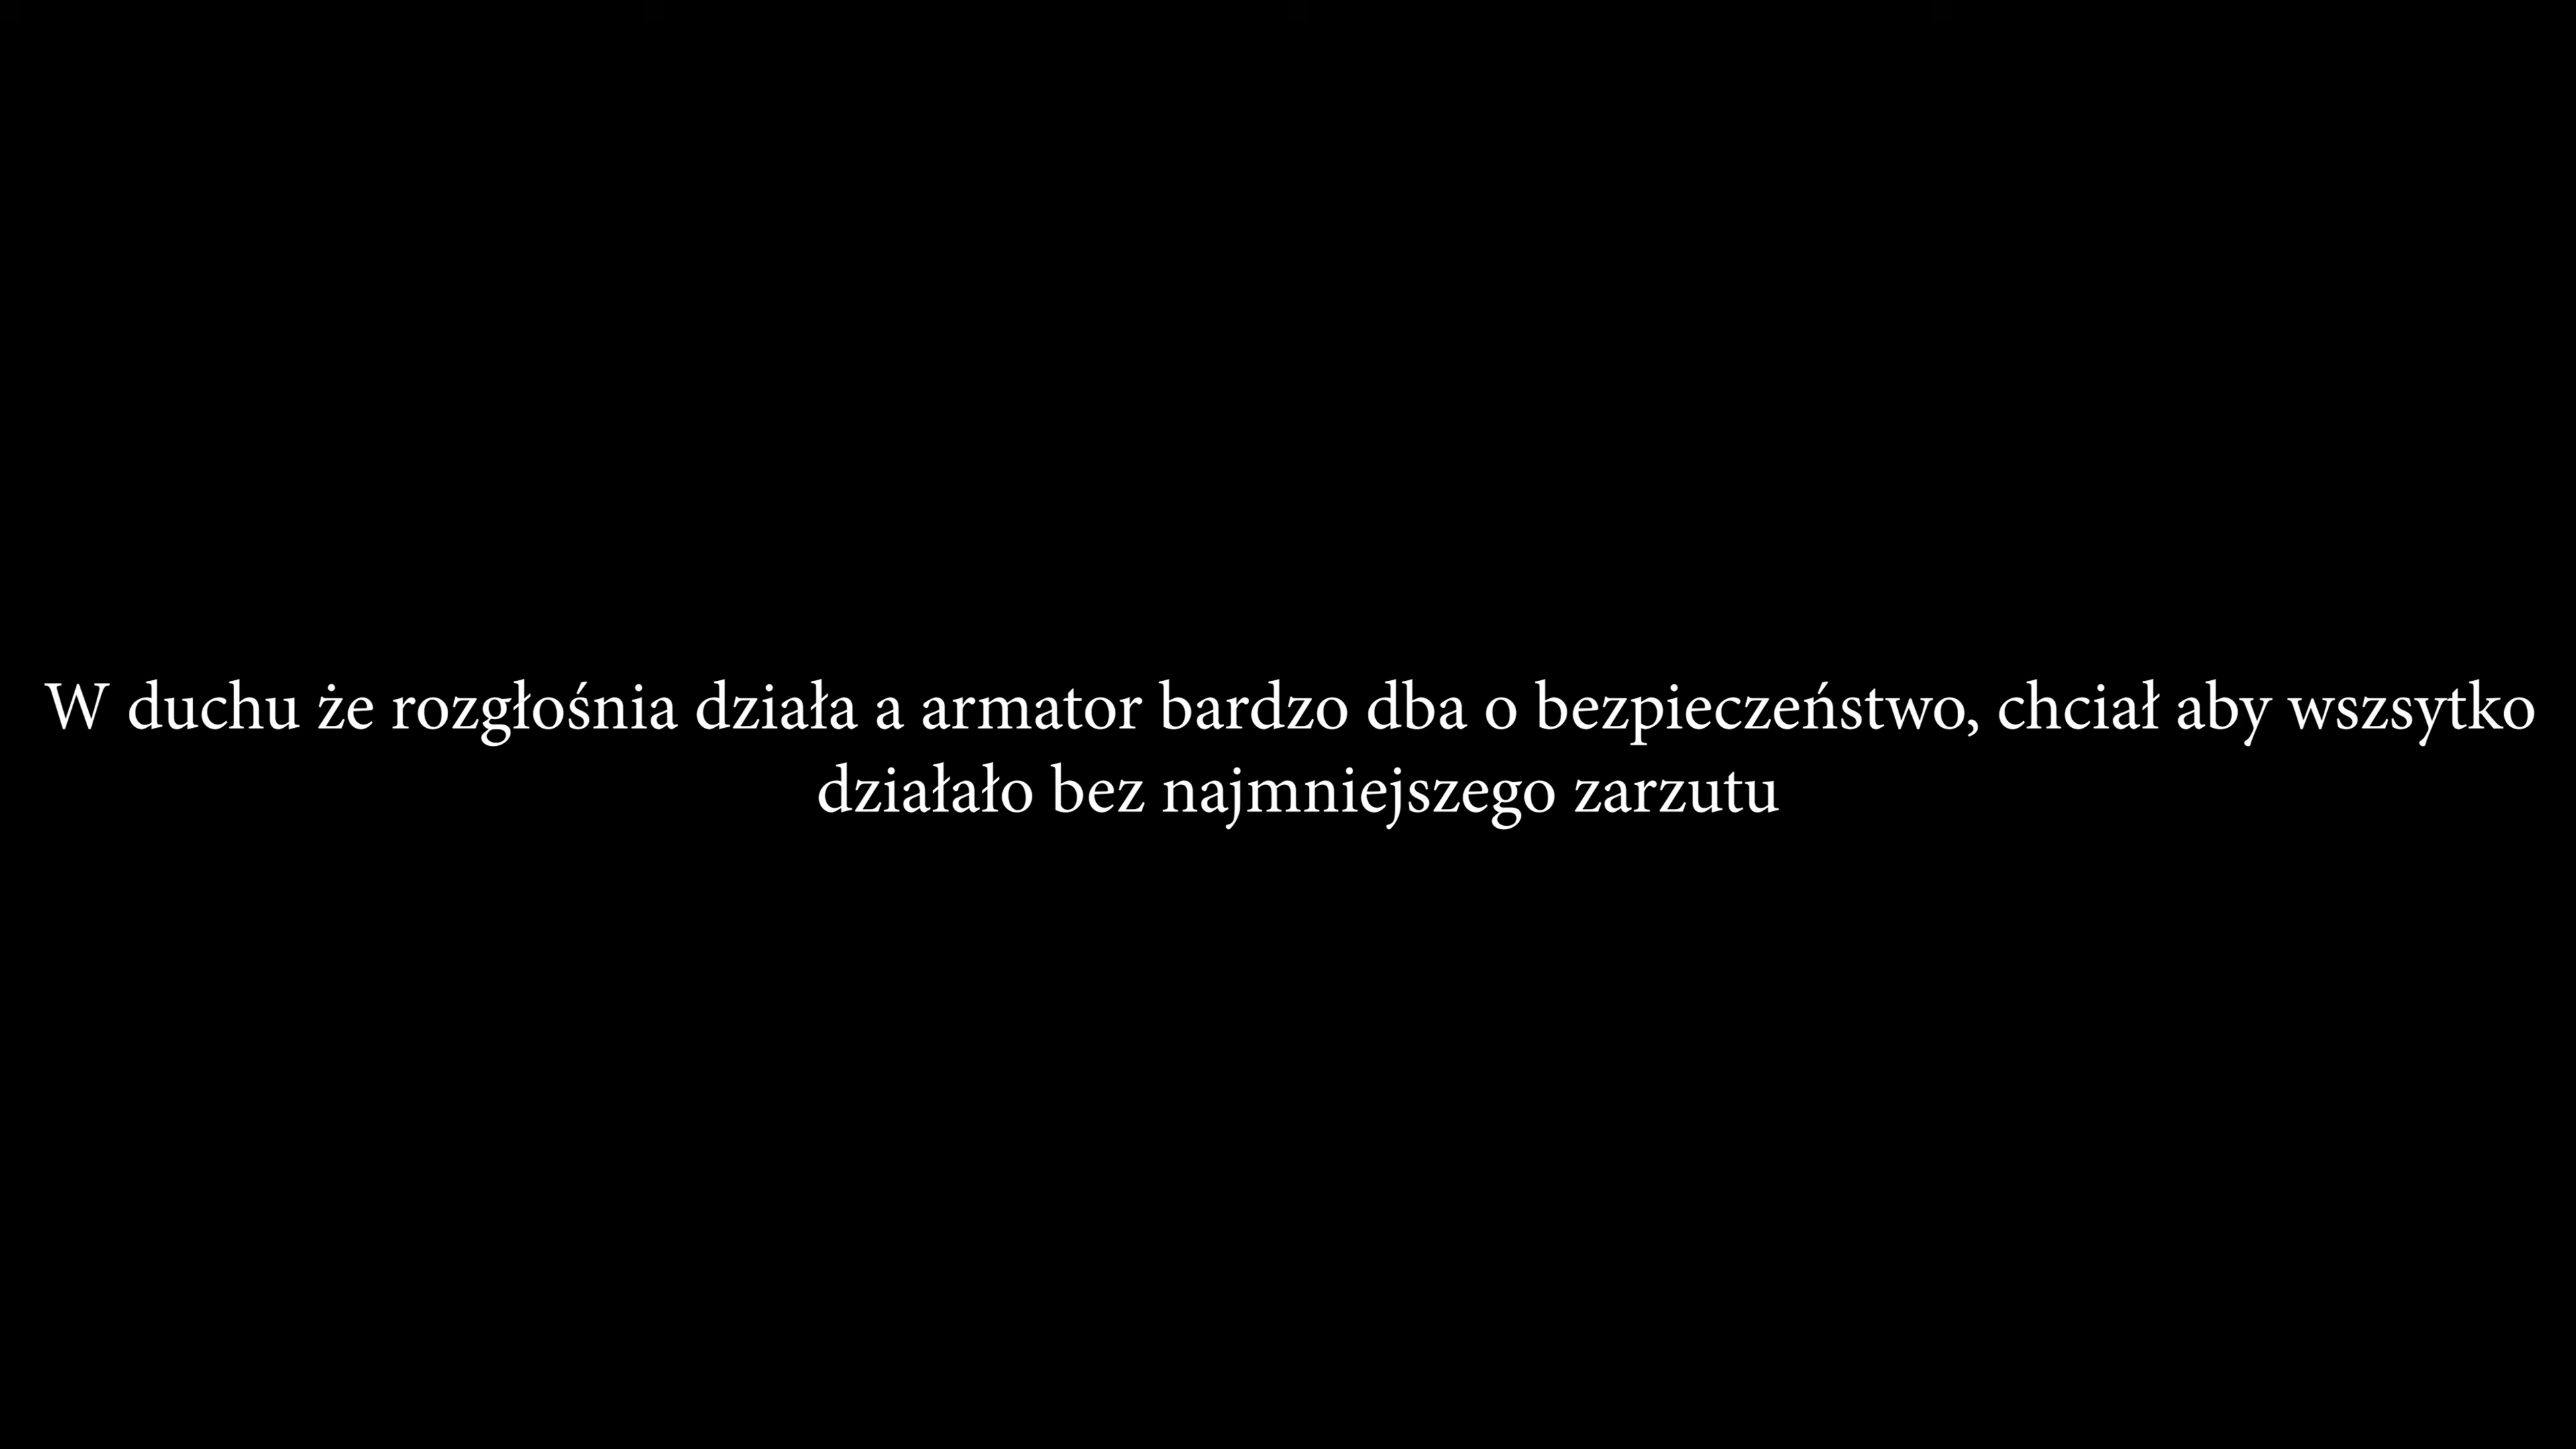 W duchu że rozgłośnia działa a armator bardzo dba o bezpieczeństwo, chciał aby wszsytko
działało bez najmniejszego zarzutu